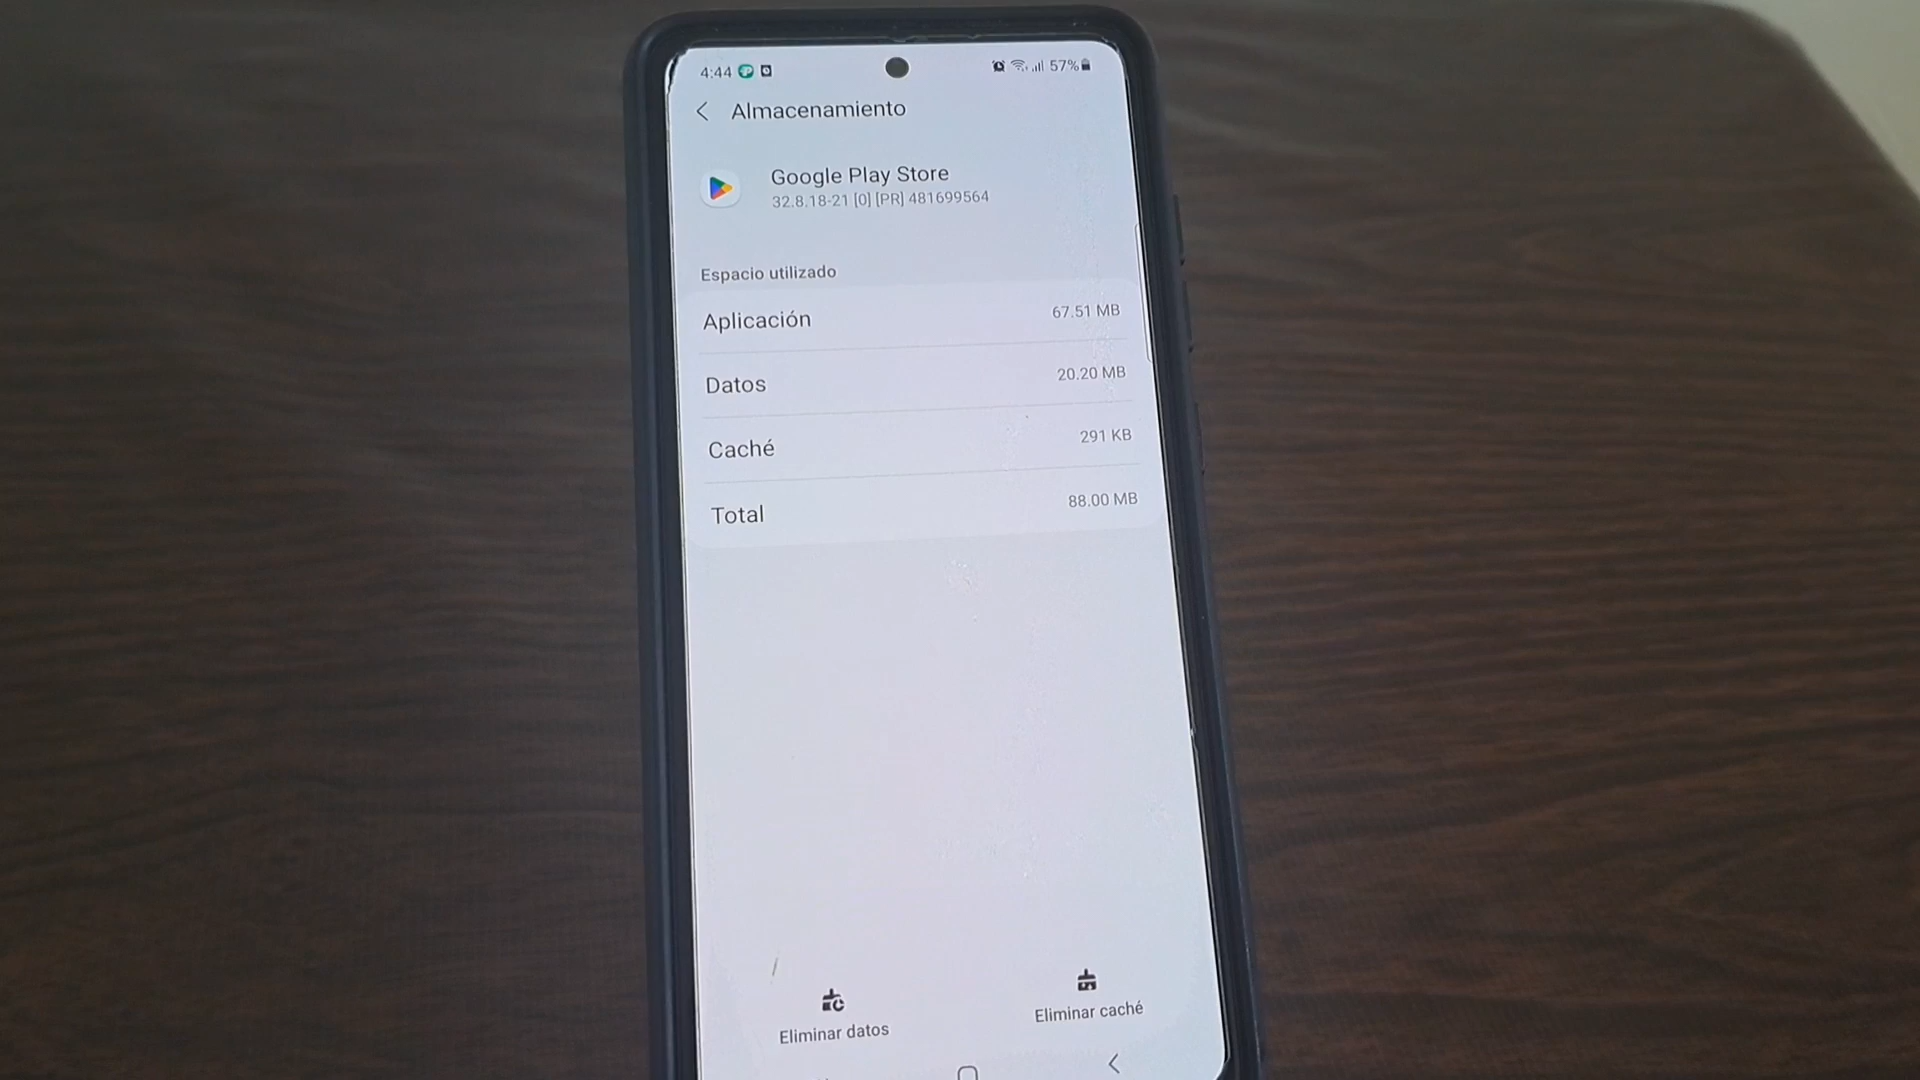 4:44 57%
Almacenamiento
Google Play Store
32.8.18-21 [0] [PR] 481699564
Espacio utilizado
Aplicación 67.51 MB
Datos 20.20 MB
Caché 291 KB
Total 88.00 MB
Eliminar datos Eliminar caché